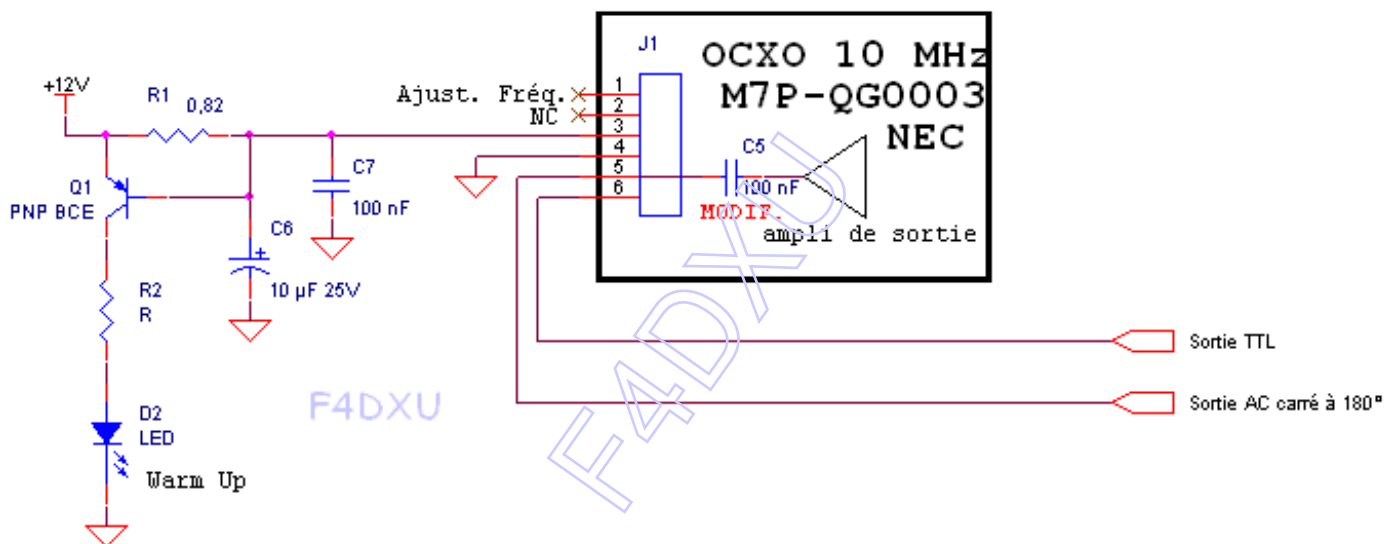 J1
OCXO 10 MHz
M7P-QG0003
NEC
+12V
R1
0,82
Ajust. Fréq.
NC
1
2
3
4
5
6
C5
100 nF
MODIF.
ampli de sortie
C7
100 nF
Q1
PNP BCE
C6
+
10 µF 25V
R2
R
F4DXU
F4DXU
D2
LED
Warm Up
Sortie TTL
Sortie AC carré à 180°